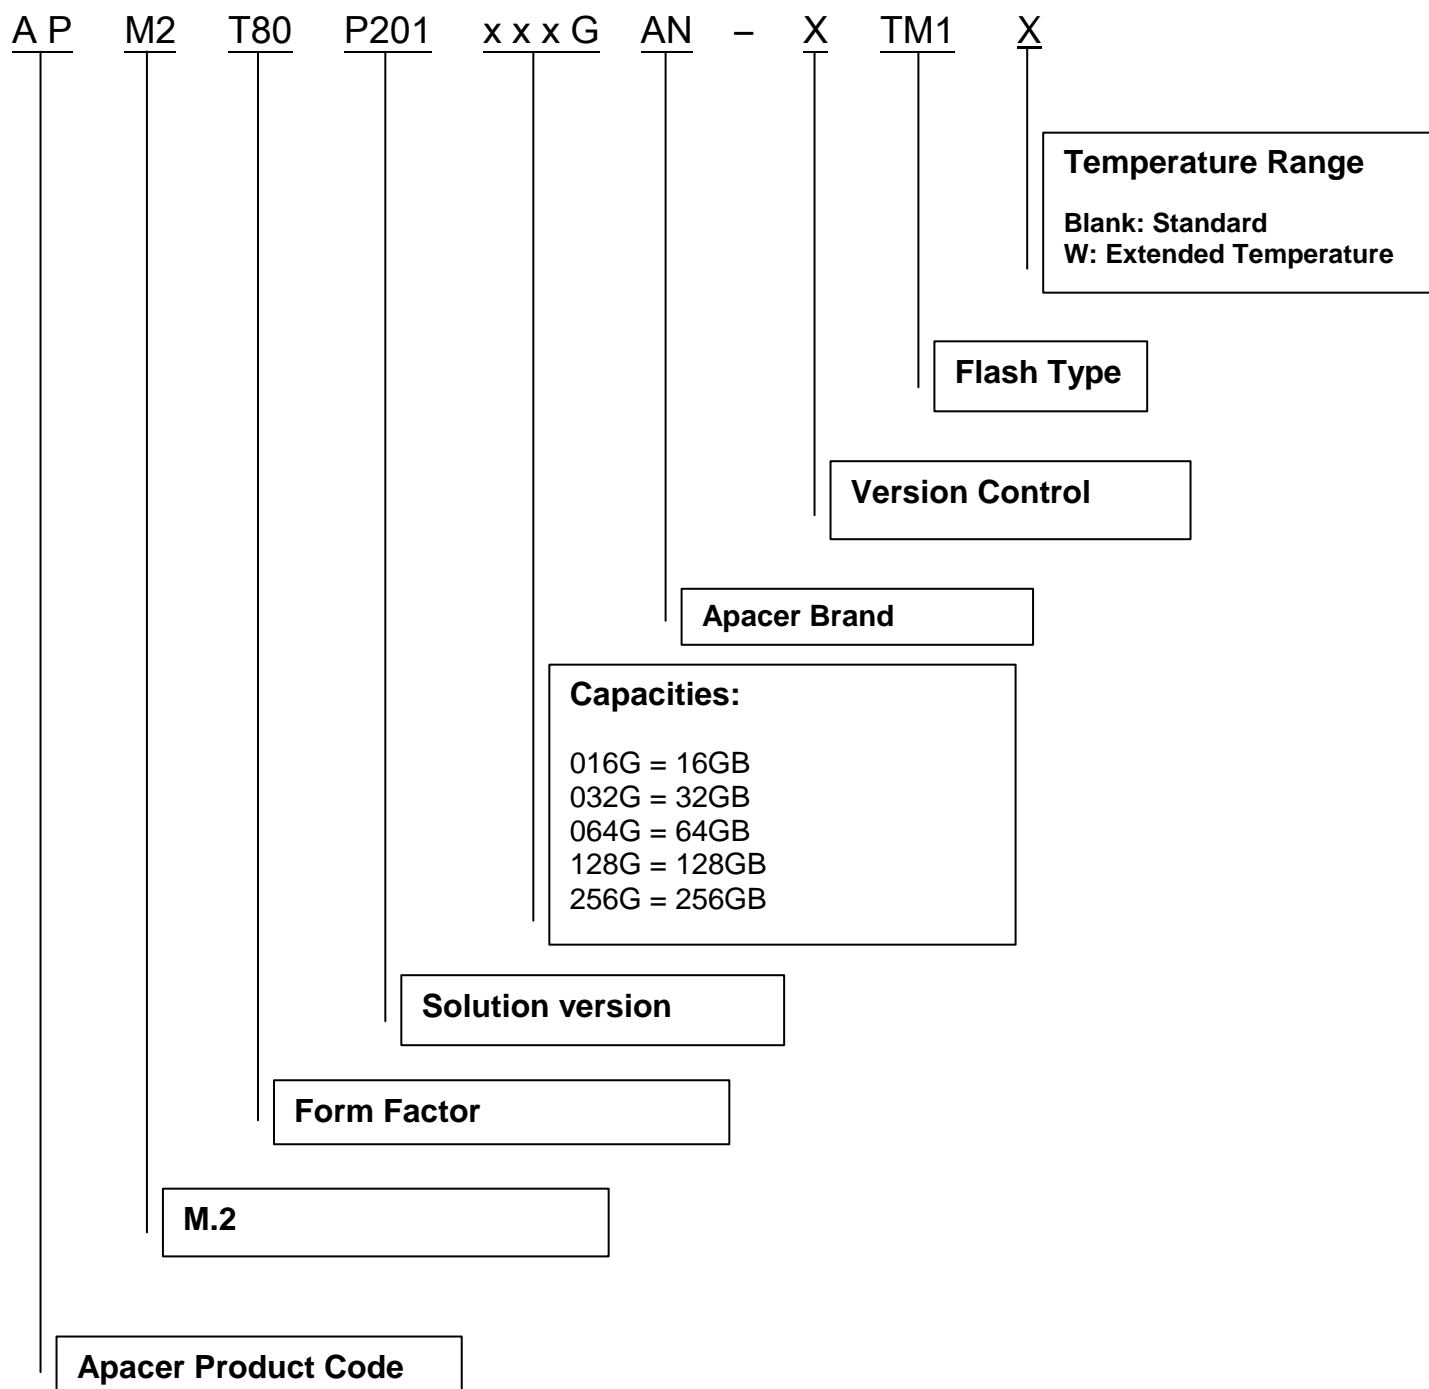 A P M2 T80 P201 x x x G AN – X TM1 X
Temperature Range
Blank: Standard
W: Extended Temperature
Flash Type
Version Control
Apacer Brand
Capacities:
016G = 16GB
032G = 32GB
064G = 64GB
128G = 128GB
256G = 256GB
Solution version
Form Factor
M.2
Apacer Product Code